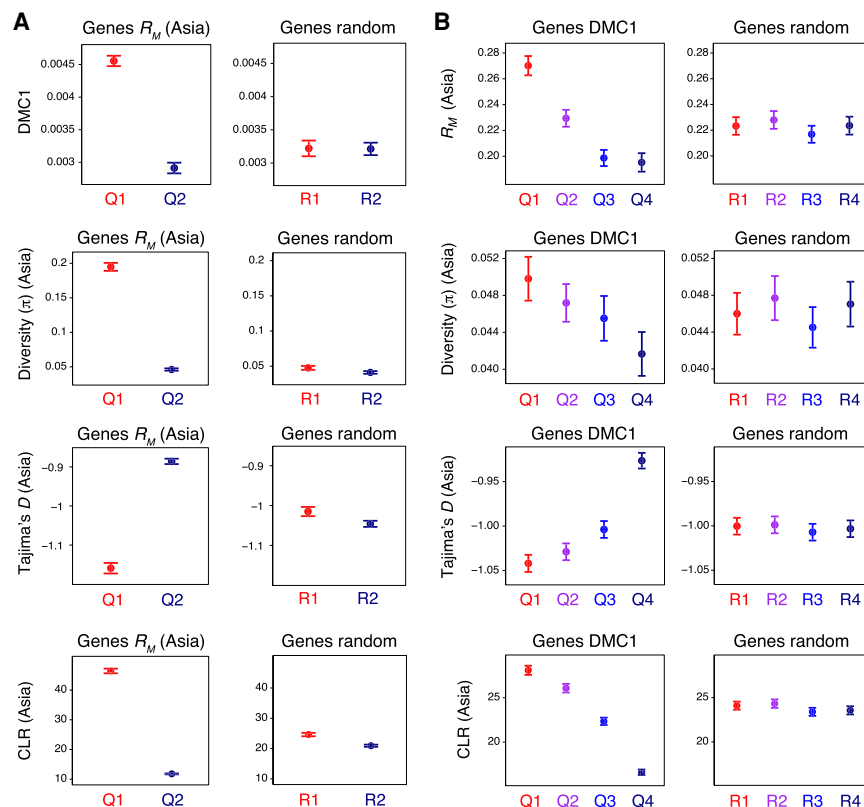 A
Genes RM (Asia)
DMC1
0.0045
0.004
0.0035
0.003
Q1 Q2
Genes random
0.0045
0.004
0.0035
0.003
R1 R2
Genes RM (Asia)
Diversity (π) (Asia)
0.2
0.15
0.1
0.05
Q1 Q2
Genes random
0.2
0.15
0.1
0.05
R1 R2
Genes RM (Asia)
Tajima's D (Asia)
−0.9
−1
−1.1
Q1 Q2
Genes random
−0.9
−1
−1.1
R1 R2
Genes RM (Asia)
CLR (Asia)
40
30
20
10
Q1 Q2
Genes random
40
30
20
10
R1 R2
B
Genes DMC1
RM (Asia)
0.28
0.26
0.24
0.22
0.20
Q1 Q2 Q3 Q4
Genes random
0.28
0.26
0.24
0.22
0.20
R1 R2 R3 R4
Genes DMC1
Diversity (π) (Asia)
0.052
0.048
0.044
0.040
Q1 Q2 Q3 Q4
Genes random
0.052
0.048
0.044
0.040
R1 R2 R3 R4
Genes DMC1
Tajima's D (Asia)
−0.95
−1.00
−1.05
Q1 Q2 Q3 Q4
Genes random
−0.95
−1.00
−1.05
R1 R2 R3 R4
Genes DMC1
CLR (Asia)
25
20
Q1 Q2 Q3 Q4
Genes random
25
20
R1 R2 R3 R4